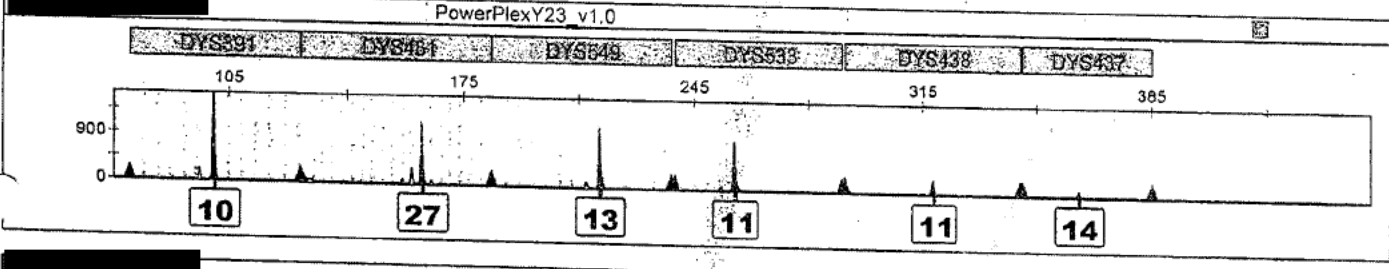 PowerPlexY23_v1.0
DYS391 DYS481 DYS549 DYS533 DYS438 DYS437
105 175 245 315 385
900
0
10 27 13 11 11 14